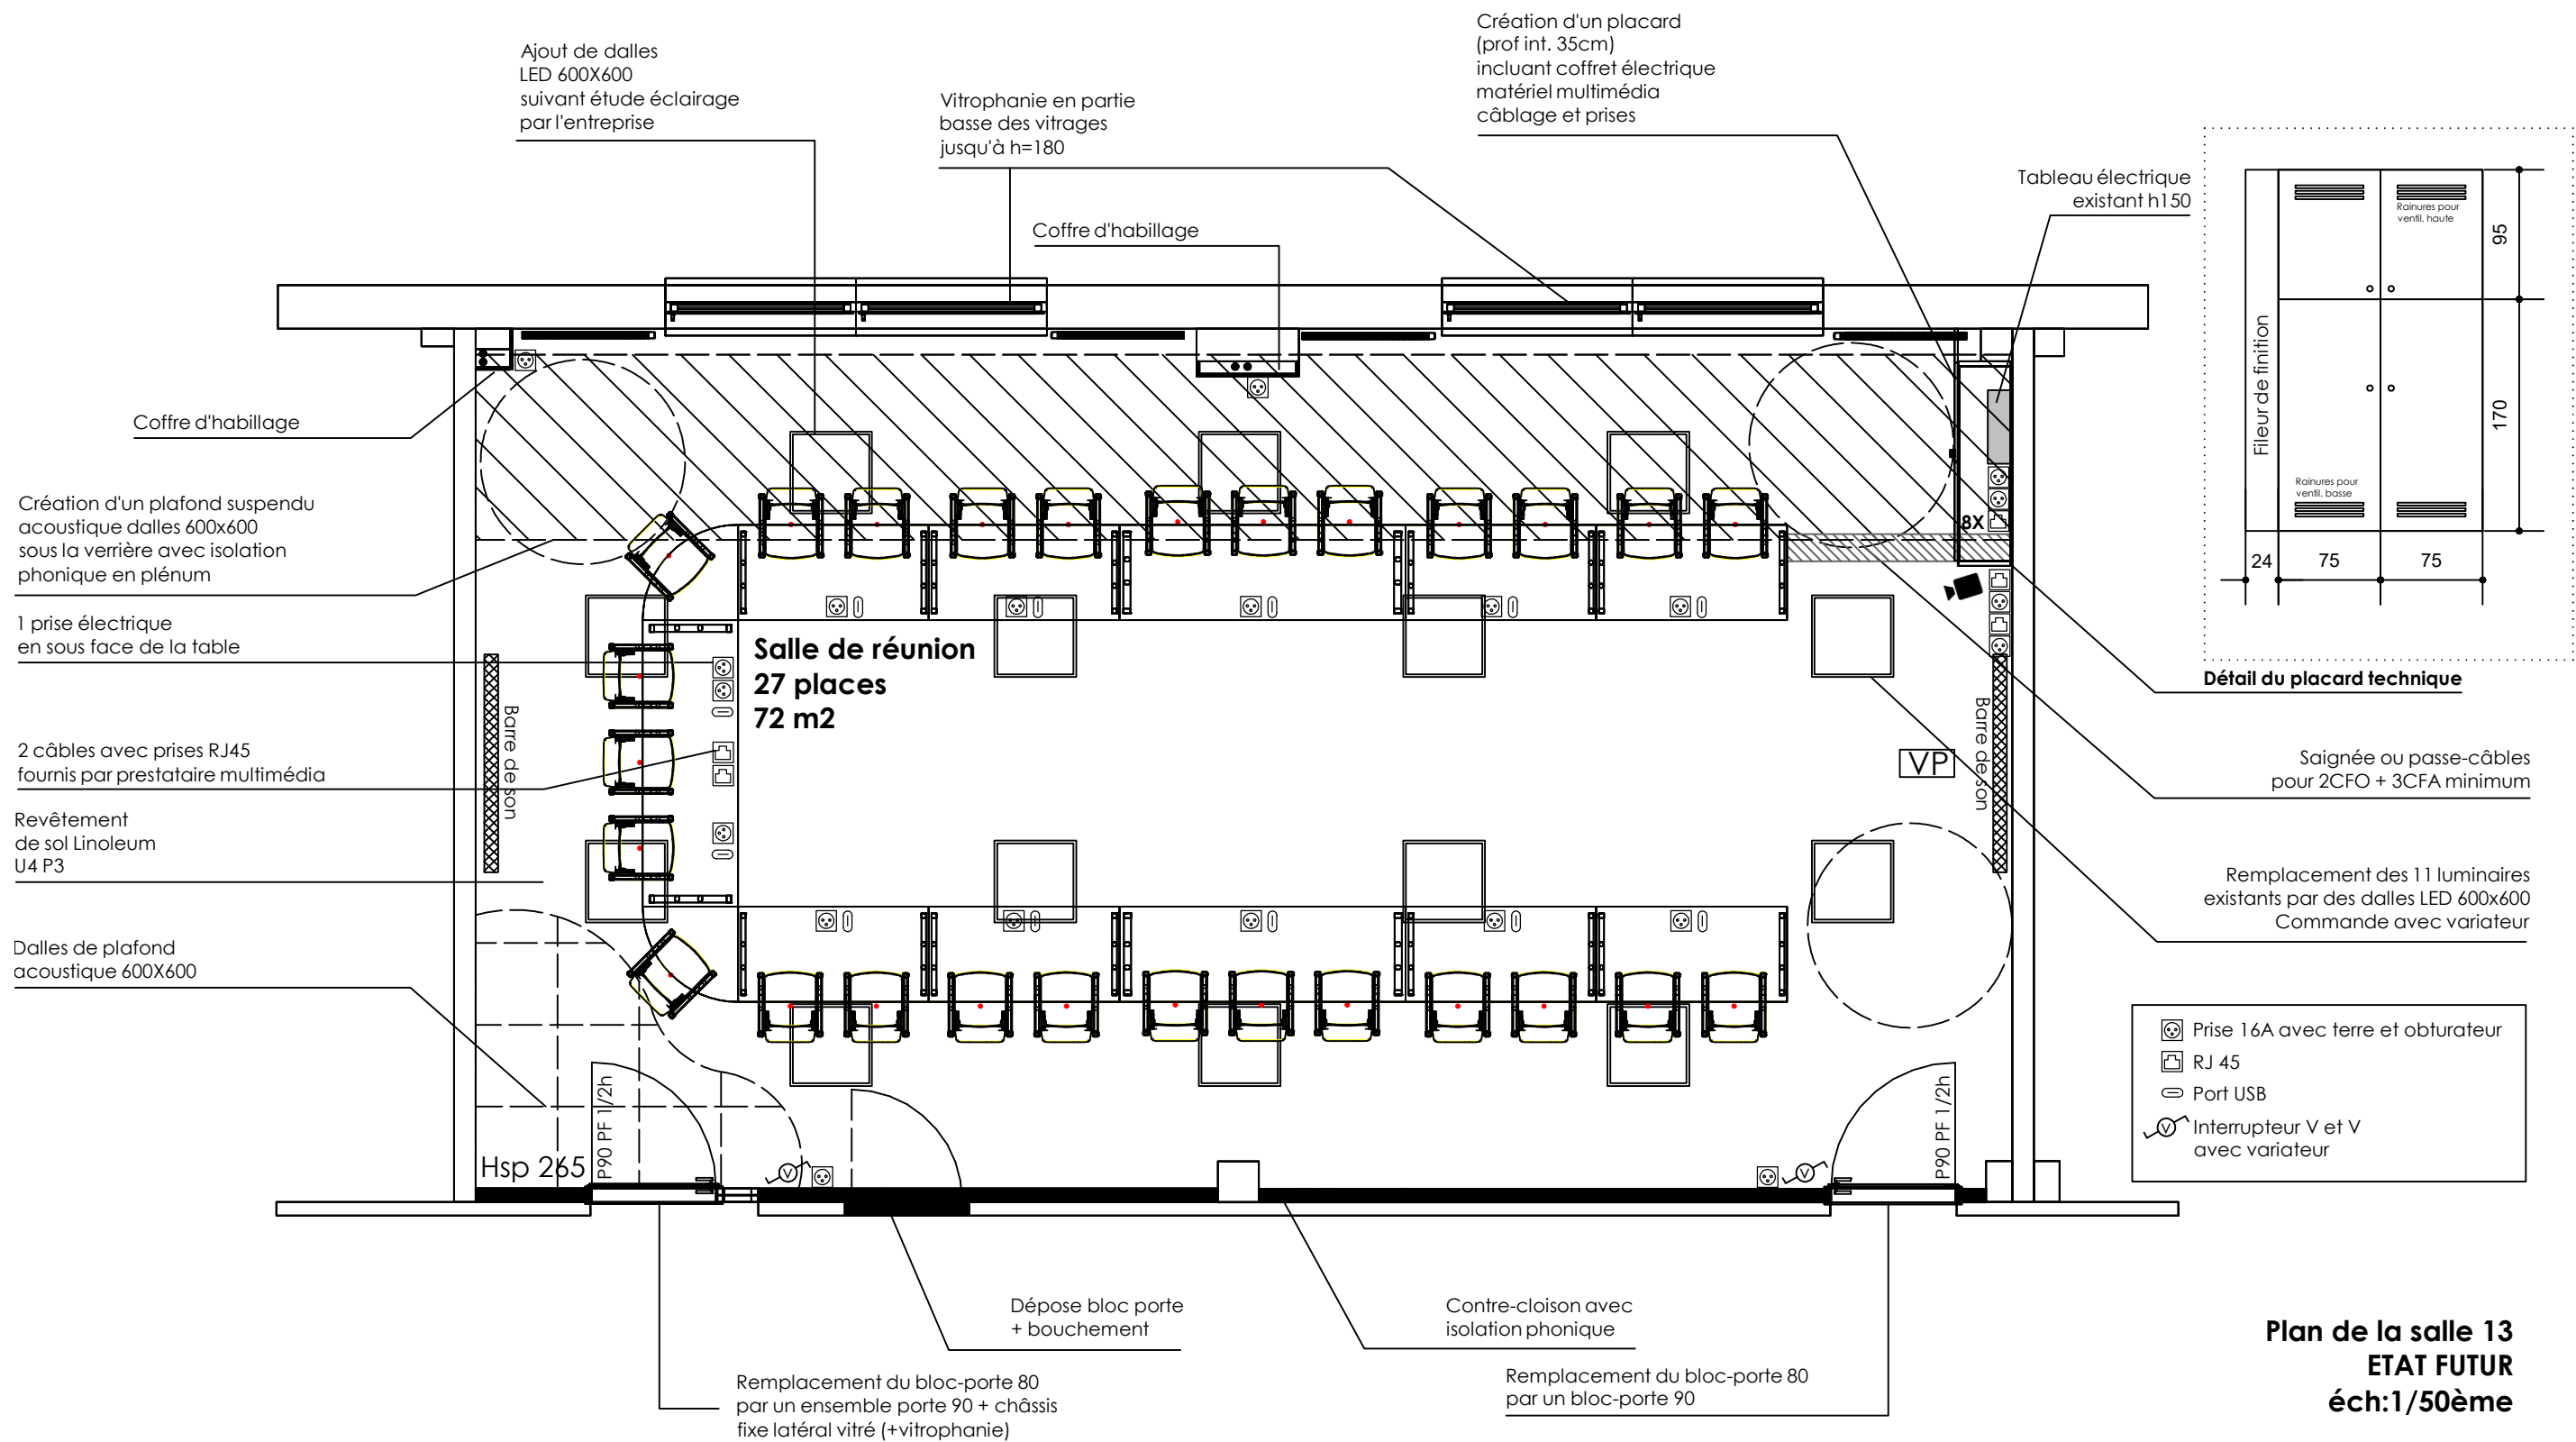 Ajout de dalles
LED 600X600
suivant étude éclairage
par l'entreprise
Vitrophanie en partie
basse des vitrages
jusqu'à h=180
Coffre d'habillage
Création d'un placard
(prof int. 35cm)
incluant coffret électrique
matériel multimédia
câblage et prises
Tableau électrique
existant h150
Rainures pour
ventil. haute
95
Fileur de finition
170
Rainures pour
ventil. basse
24
75
75
Détail du placard technique
Coffre d'habillage
Création d'un plafond suspendu
acoustique dalles 600x600
sous la verrière avec isolation
phonique en plénum
1 prise électrique
en sous face de la table
2 câbles avec prises RJ45
fournis par prestataire multimédia
Revêtement
de sol Linoleum
U4 P3
Dalles de plafond
acoustique 600X600
Barre de son
Salle de réunion
27 places
72 m2
8X
VP
Barre de son
Saignée ou passe-câbles
pour 2CFO + 3CFA minimum
Remplacement des 11 luminaires
existants par des dalles LED 600x600
Commande avec variateur
Prise 16A avec terre et obturateur
RJ 45
Port USB
V
Interrupteur V et V
avec variateur
Hsp 265
P90 PF 1/2h
V
V
P90 PF 1/2h
Dépose bloc porte
+ bouchement
Contre-cloison avec
isolation phonique
Remplacement du bloc-porte 80
par un ensemble porte 90 + châssis
fixe latéral vitré (+vitrophanie)
Remplacement du bloc-porte 80
par un bloc-porte 90
Plan de la salle 13
ETAT FUTUR
éch:1/50ème